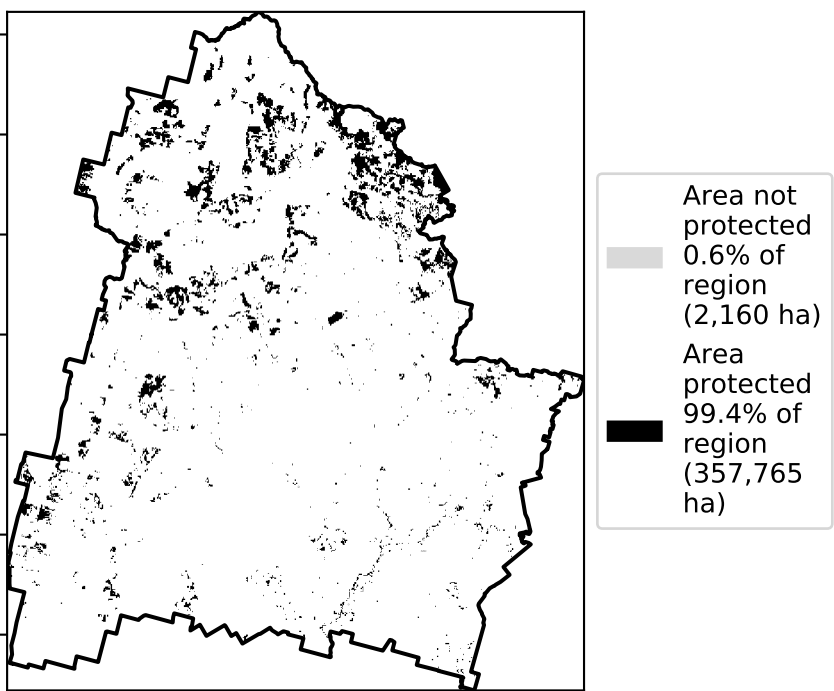 Area not
protected
0.6% of
region
(2,160 ha)
Area
protected
99.4% of
region
(357,765
ha)